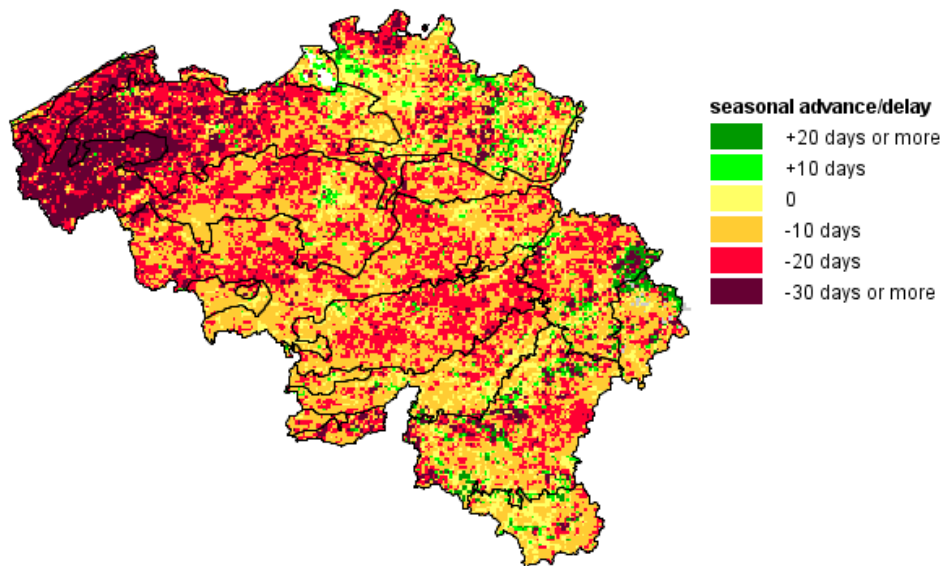 seasonal advance/delay
+20 days or more
+10 days
0
-10 days
-20 days
-30 days or more